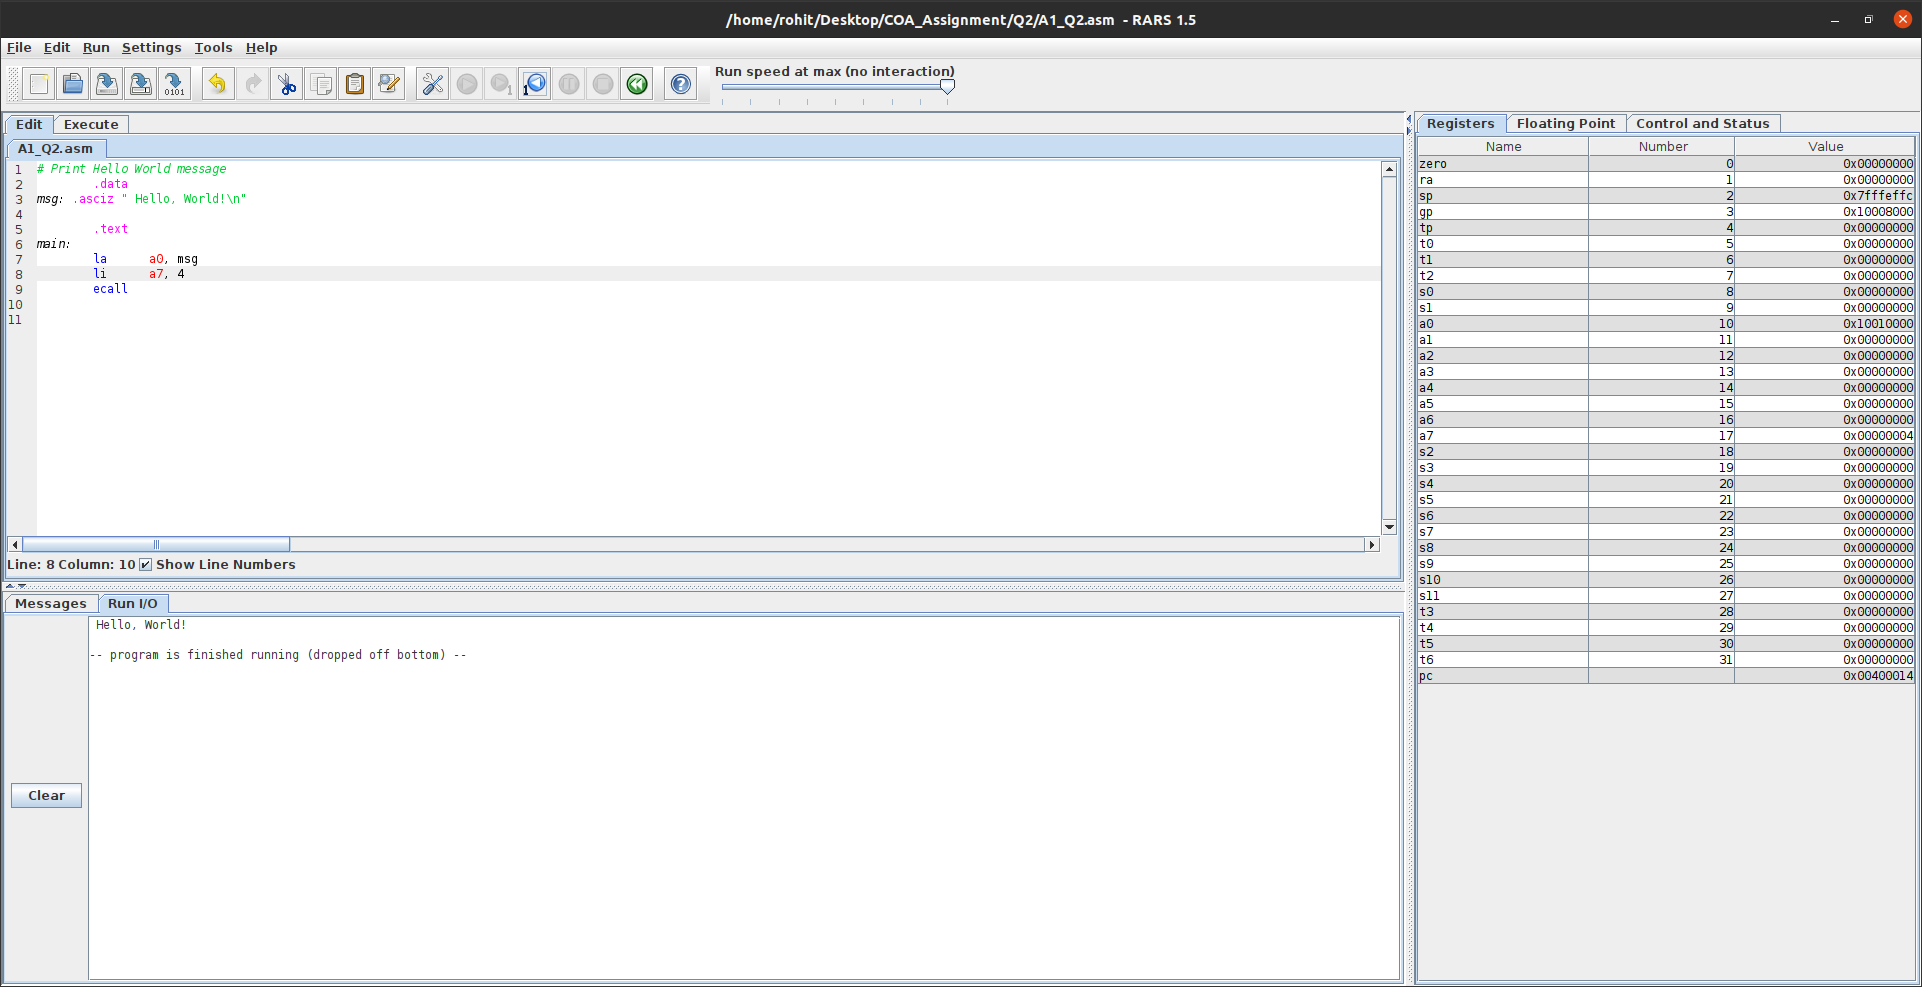 /home/rohit/Desktop/COA_Assignment/Q2/A1_Q2.asm - RARS 1.5
File Edit Run Settings Tools Help
Run speed at max (no interaction)
0101
1
1
Edit Execute
A1_Q2.asm
1 # Print Hello World message
2 .data
3 msg: .asciz " Hello, World!\n"
4
5 .text
6 main:
7 la a0, msg
8 li a7, 4
9 ecall
10
11
Line: 8 Column: 10 Show Line Numbers
Messages Run I/O
Hello, World!
-- program is finished running (dropped off bottom) --
Clear
Registers Floating Point Control and Status
Name Number Value
zero 0 0x00000000
ra 1 0x00000000
sp 2 0x7fffeffc
gp 3 0x10008000
tp 4 0x00000000
t0 5 0x00000000
t1 6 0x00000000
t2 7 0x00000000
s0 8 0x00000000
s1 9 0x00000000
a0 10 0x10010000
a1 11 0x00000000
a2 12 0x00000000
a3 13 0x00000000
a4 14 0x00000000
a5 15 0x00000000
a6 16 0x00000000
a7 17 0x00000004
s2 18 0x00000000
s3 19 0x00000000
s4 20 0x00000000
s5 21 0x00000000
s6 22 0x00000000
s7 23 0x00000000
s8 24 0x00000000
s9 25 0x00000000
s10 26 0x00000000
s11 27 0x00000000
t3 28 0x00000000
t4 29 0x00000000
t5 30 0x00000000
t6 31 0x00000000
pc 0x00400014